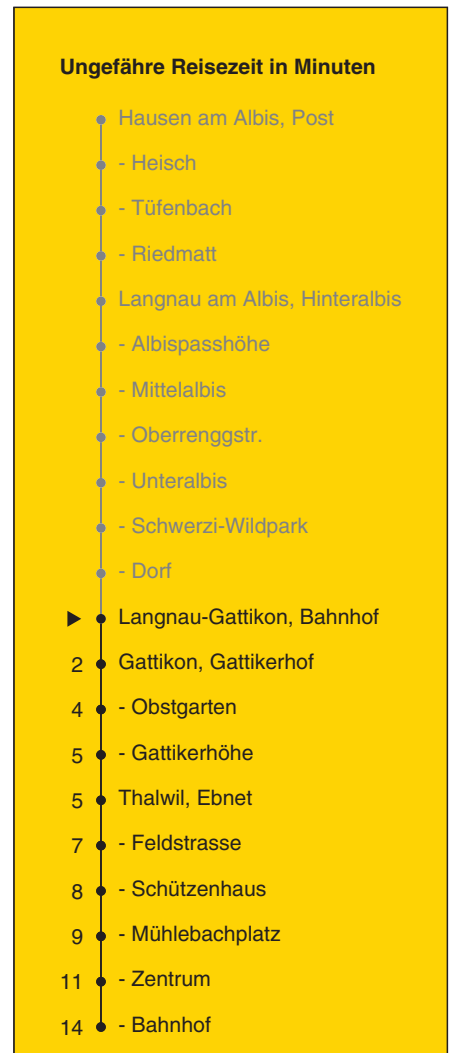 Ungefähre Reisezeit in Minuten
Hausen am Albis, Post
- Heisch
- Tüfenbach
- Riedmatt
Langnau am Albis, Hinteralbis
- Albispasshöhe
- Mittelalbis
- Oberrenggstr.
- Unteralbis
- Schwerzi-Wildpark
- Dorf
Langnau-Gattikon, Bahnhof
2 Gattikon, Gattikerhof
4 - Obstgarten
5 - Gattikerhöhe
5 Thalwil, Ebnet
7 - Feldstrasse
8 - Schützenhaus
9 - Mühlebachplatz
11 - Zentrum
14 - Bahnhof